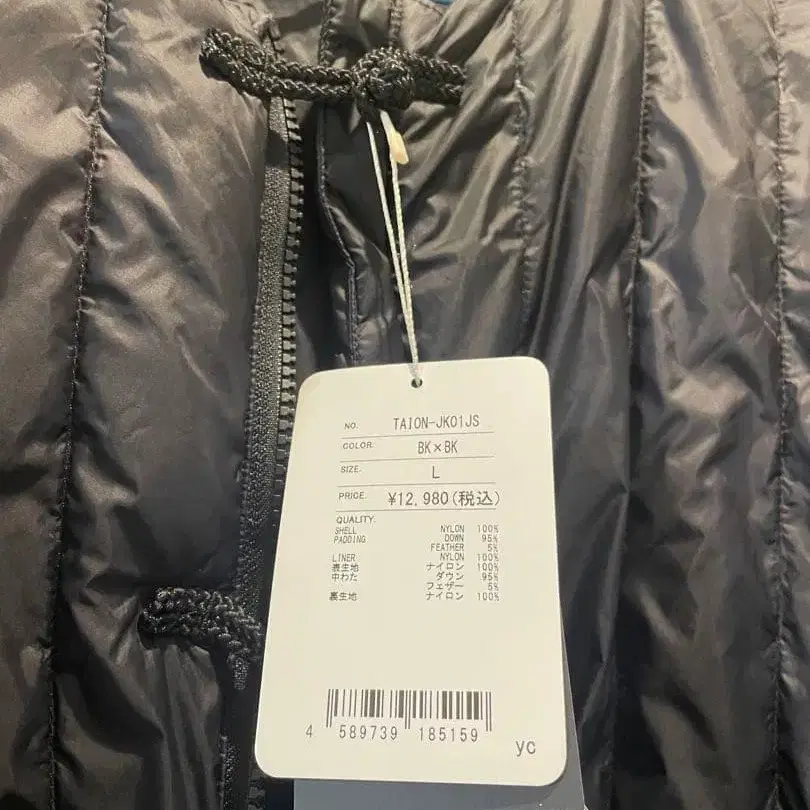 NO. TAION-JK01JS
COLOR. BK×BK
SIZE. L
PRICE. ¥12,980(税込)
QUALITY.
SHELL NYLON 100%
PADDING DOWN 95%
FEATHER 5%
LINER NYLON 100%
表生地 ナイロン 100%
中わた ダウン 95%
フェザー 5%
裏生地 ナイロン 100%
4 589739 185159
yc